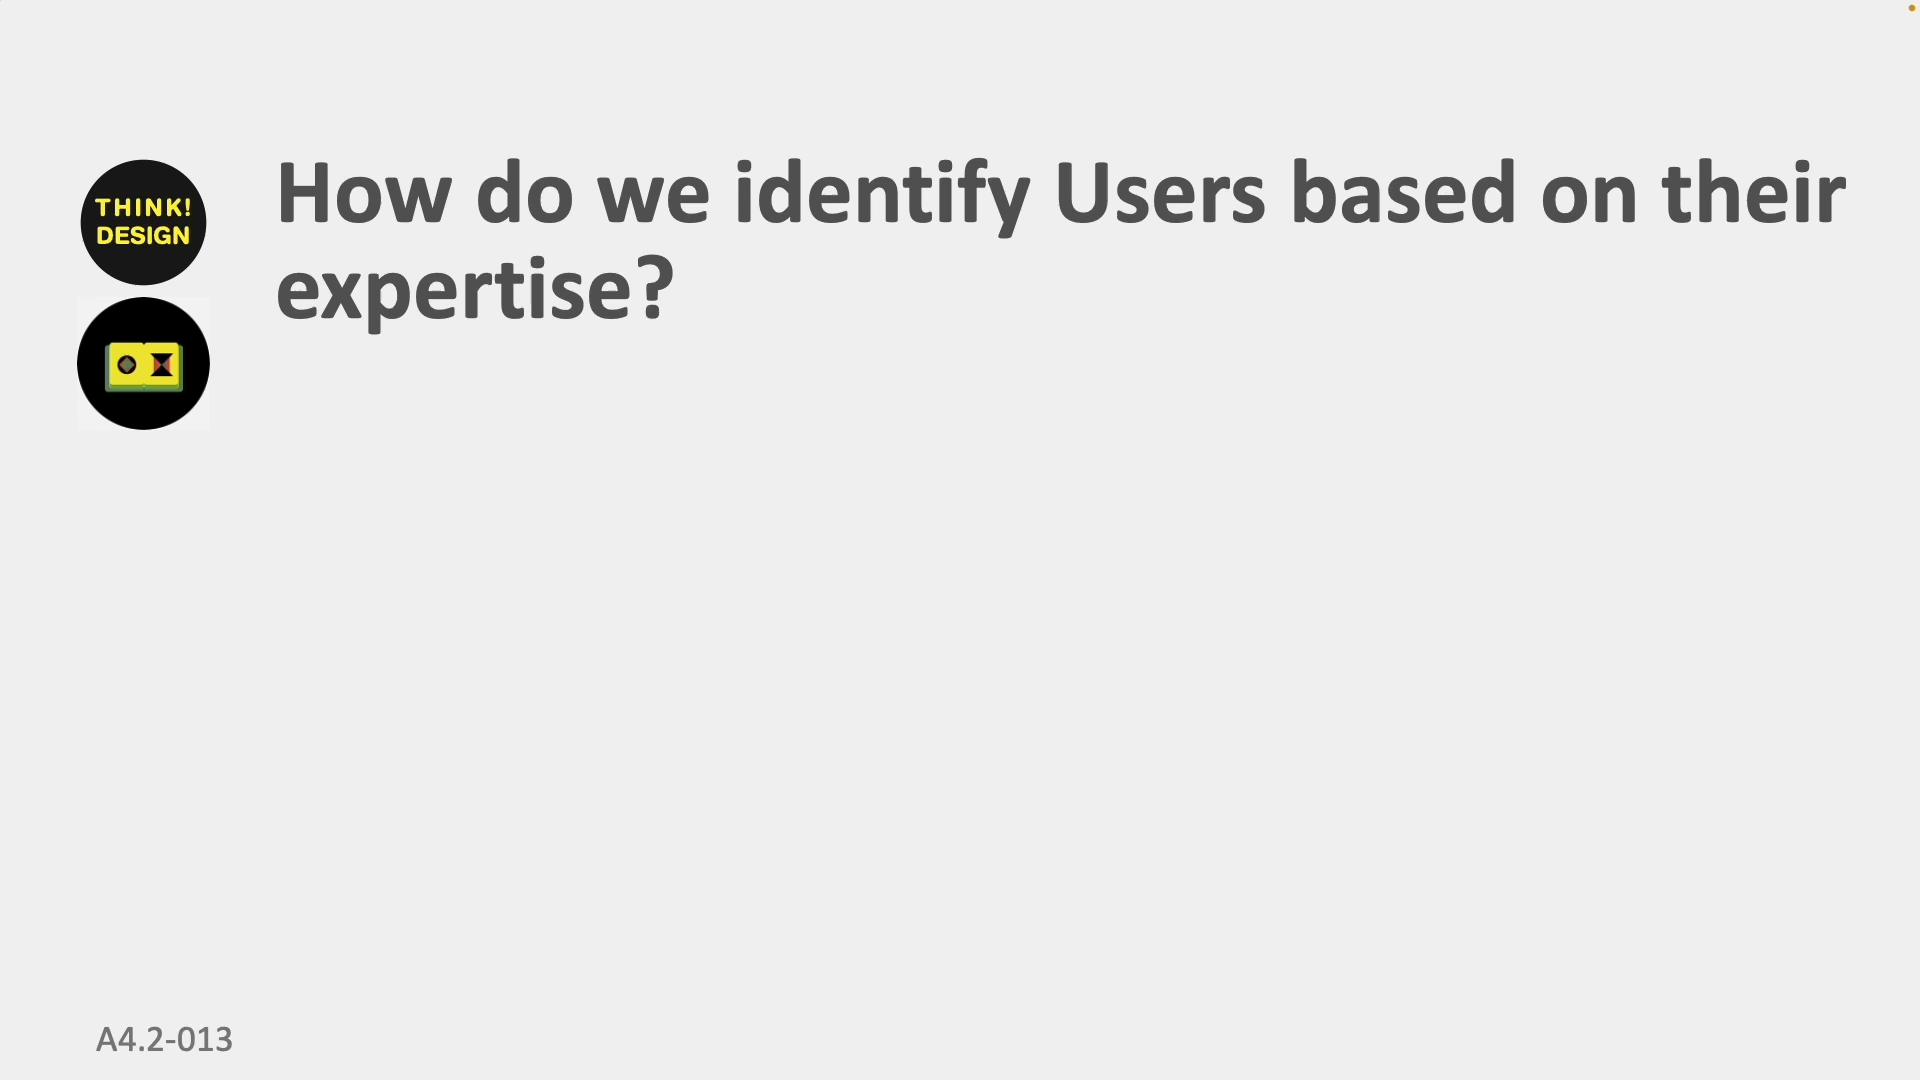 THINK!
DESIGN
How do we identify Users based on their
expertise?
A4.2-013